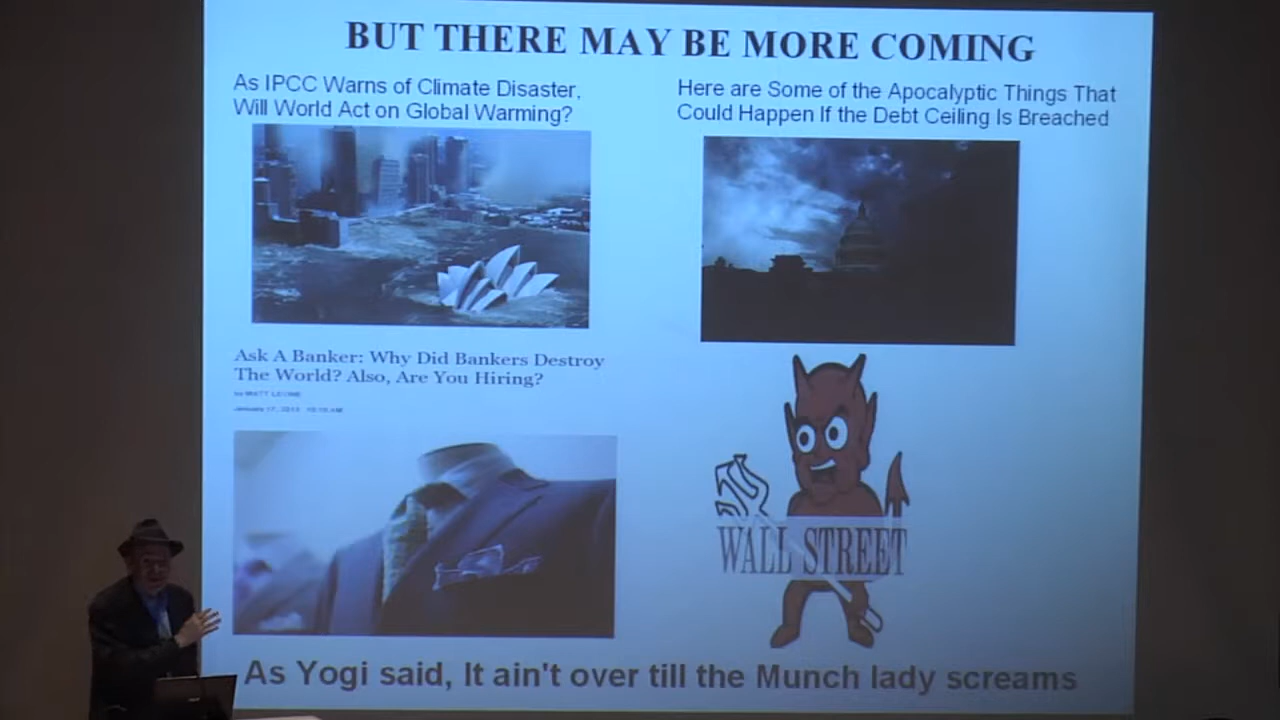 BUT THERE MAY BE MORE COMING
As IPCC Warns of Climate Disaster,
Will World Act on Global Warming?
Here are Some of the Apocalyptic Things That
Could Happen If the Debt Ceiling Is Breached
Ask A Banker: Why Did Bankers Destroy
The World? Also, Are You Hiring?
by MATT LEVINE
WALL STREET
As Yogi said, It ain't over till the Munch lady screams